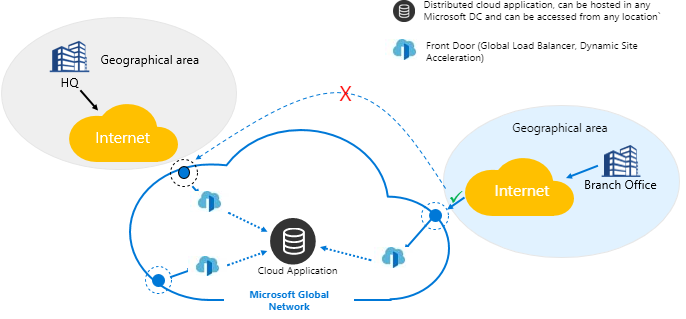 Distributed cloud application, can be hosted in any
Microsoft DC and can be accessed from any location`
Front Door (Global Load Balancer, Dynamic Site
Acceleration)
Geographical area
HQ
Internet
X
Geographical area
Internet
Branch Office
Cloud Application
Microsoft Global
Network